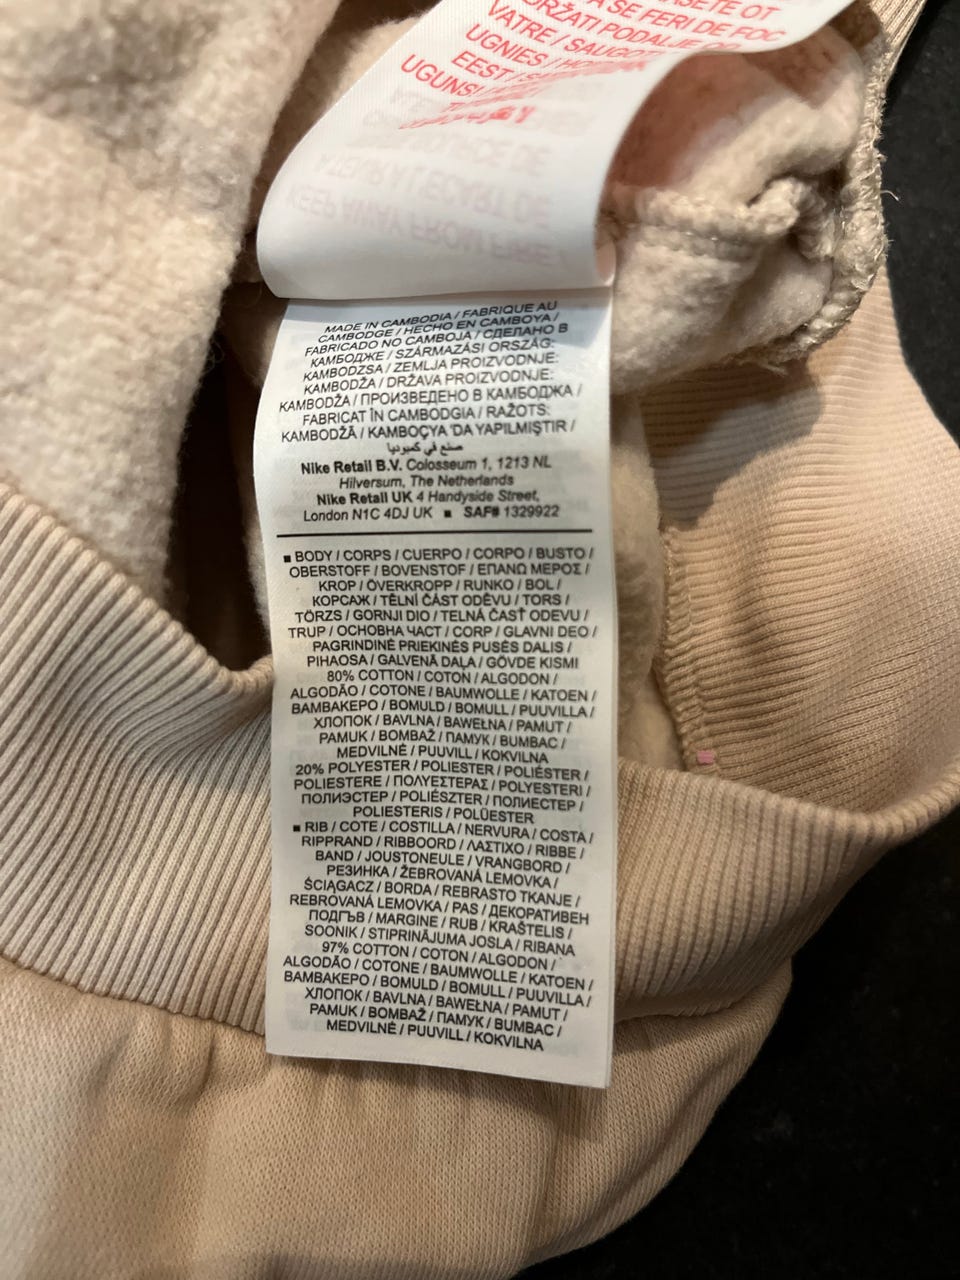 VATRE / SAUGOT
UGNIES /
EEST /
MADE IN CAMBODIA / FABRIQUE AU
CAMBODGE / HECHO EN CAMBOYA /
FABRICADO NO CAMBOJA / СДЕЛАНО В
КАМБОДЖЕ / SZÁRMAZÁSI ORSZÁG:
KAMBODZSA / ZEMLJA PROIZVODNJE:
KAMBODŽA / DRŽAVA PROIZVODNJE:
KAMBODŽA / ПРОИЗВЕДЕНО В КАМБОДЖА /
FABRICAT ÎN CAMBODGIA / RAŽOTS:
KAMBODŽĀ / KAMBOÇYA 'DA YAPILMIŞTIR /
صنع في كمبوديا
Nike Retail B.V. Colosseum 1, 1213 NL
Hilversum, The Netherlands
Nike Retail UK 4 Handyside Street,
London N1C 4DJ UK ■ SAF# 1329922
■ BODY / CORPS / CUERPO / CORPO / BUSTO /
OBERSTOFF / BOVENSTOF / ΕΠΑΝΩ ΜΕΡΟΣ /
KROP / ÖVERKROPP / RUNKO / BOL /
КОРСАЖ / TĚLNÍ ČÁST ODĚVU / TORS /
TÖRZS / GORNJI DIO / TELNÁ ČASŤ ODEVU /
TRUP / ОСНОВНА ЧАСТ / CORP / GLAVNI DEO /
PAGRINDINĖ PRIEKINĖS PUSĖS DALIS /
PIHAOSA / GALVENĀ DAĻA / GÖVDE KISMI
80% COTTON / COTON / ALGODON /
ALGODÃO / COTONE / BAUMWOLLE / KATOEN /
ΒΑΜΒΑΚΕΡΟ / BOMULD / BOMULL / PUUVILLA /
ХЛОПОК / BAVLNA / BAWEŁNA / PAMUT /
PAMUK / BOMBAŽ / ПАМУК / BUMBAC /
MEDVILNĖ / PUUVILL / KOKVILNA
20% POLYESTER / POLIESTER / POLIÉSTER /
POLIESTERE / ΠΟΛΥΕΣΤΕΡΑΣ / POLYESTERI /
ПОЛИЭСТЕР / POLIÉSZTER / ПОЛИЕСТЕР /
POLIESTERIS / POLÜESTER
■ RIB / COTE / COSTILLA / NERVURA / COSTA /
RIPPRAND / RIBBOORD / ΛΑΣΤΙΧΟ / RIBBE /
BAND / JOUSTONEULE / VRANGBORD /
РЕЗИНКА / ŽEBROVANÁ LEMOVKA /
ŚCIĄGACZ / BORDA / REBRASTO TKANJE /
REBROVANÁ LEMOVKA / PAS / ДЕКОРАТИВЕН
ПОДГЪВ / MARGINE / RUB / KRAŠTELIS /
SOONIK / STIPRINĀJUMA JOSLA / RIBANA
97% COTTON / COTON / ALGODON /
ALGODÃO / COTONE / BAUMWOLLE / KATOEN /
ΒΑΜΒΑΚΕΡΟ / BOMULD / BOMULL / PUUVILLA /
ХЛОПОК / BAVLNA / BAWEŁNA / PAMUT /
PAMUK / BOMBAŽ / ПАМУК / BUMBAC /
MEDVILNĖ / PUUVILL / KOKVILNA